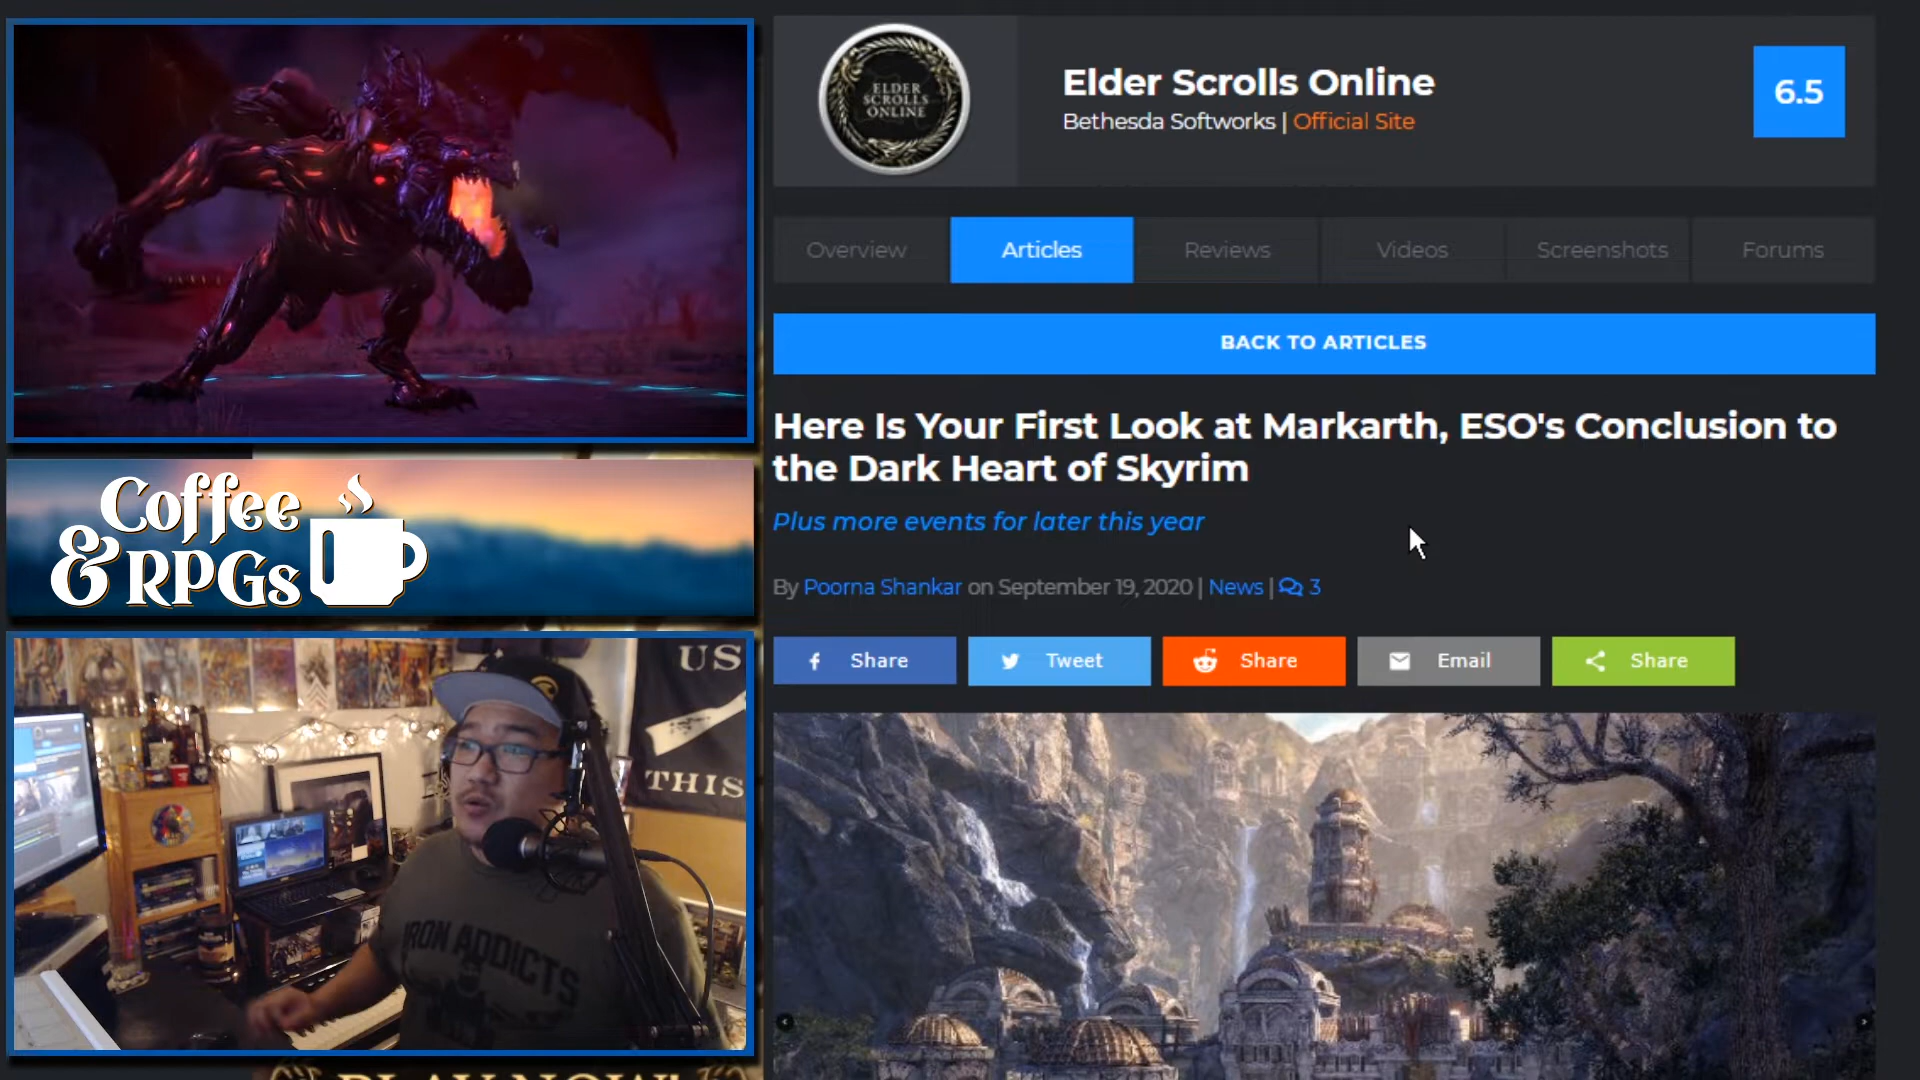 ELDER
SCROLLS
ONLINE
Elder Scrolls Online
Bethesda Softworks | Official Site
6.5
Overview
Articles
Reviews
Videos
Screenshots
Forums
BACK TO ARTICLES
Here Is Your First Look at Markarth, ESO's Conclusion to
the Dark Heart of Skyrim
Plus more events for later this year
By Poorna Shankar on September 19, 2020 | News | 3
Share
Tweet
Share
Email
Share
Coffee
& RPGs
US
THIS
IRON ADDICTS
PLAY NOW!